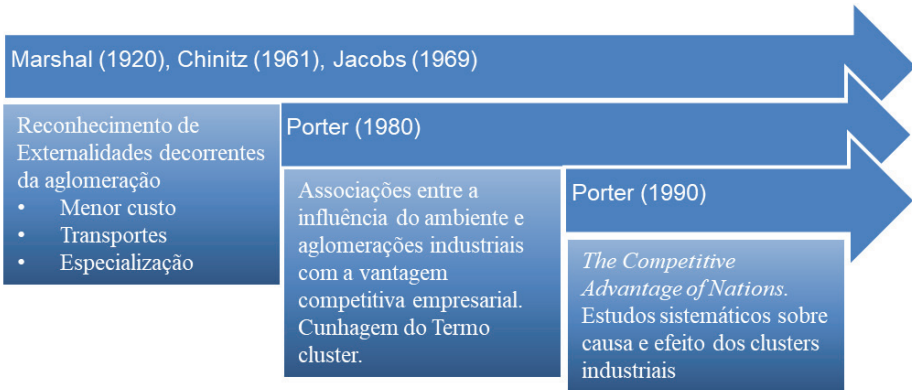 Marshal (1920), Chinitz (1961), Jacobs (1969)
Reconhecimento de
Externalidades decorrentes
da aglomeração
• Menor custo
• Transportes
• Especialização
Porter (1980)
Associações entre a
influência do ambiente e
aglomerações industriais
com a vantagem
competitiva empresarial.
Cunhagem do Termo
cluster.
Porter (1990)
The Competitive
Advantage of Nations.
Estudos sistemáticos sobre
causa e efeito dos clusters
industriais